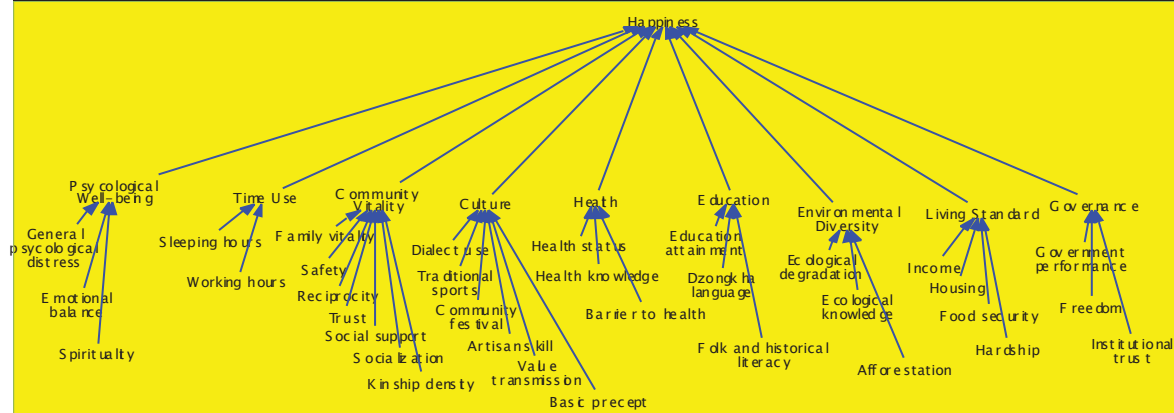 Happiness
Psycological
Well-being
Time Use
Community
Vitality
Culture
Health
Education
Environmental
Diversity
Living Standard
Governance
General
psycological
distress
Emotional
balance
Spiritualty
Sleeping hours
Working hours
Family vitality
Safety
Reciprocity
Trust
Social support
Socialization
Kinship density
Dialect use
Traditional
sports
Community
festival
Artisan skill
Value
transmission
Basic precept
Health status
Health knowledge
Barrier to health
Education
attainment
Dzongkha
language
Folk and historical
literacy
Ecological
degradation
Ecological
knowledge
Afforestation
Income
Housing
Food security
Hardship
Government
performance
Freedom
Institutional
trust